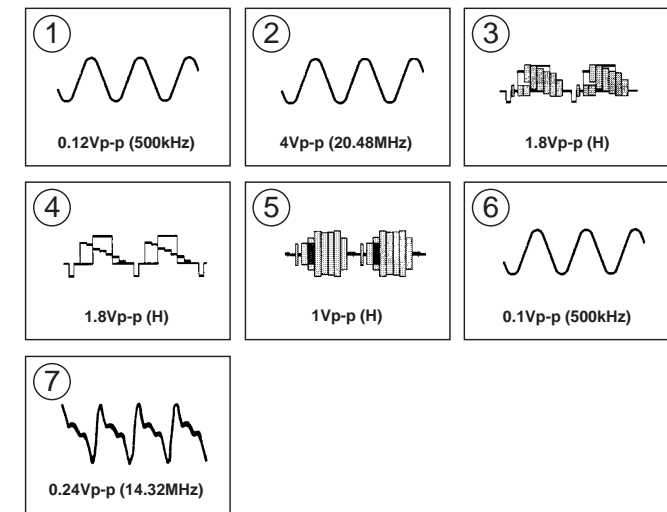 1
0.12Vp-p (500kHz)
2
4Vp-p (20.48MHz)
3
1.8Vp-p (H)
4
1.8Vp-p (H)
5
1Vp-p (H)
6
0.1Vp-p (500kHz)
7
0.24Vp-p (14.32MHz)